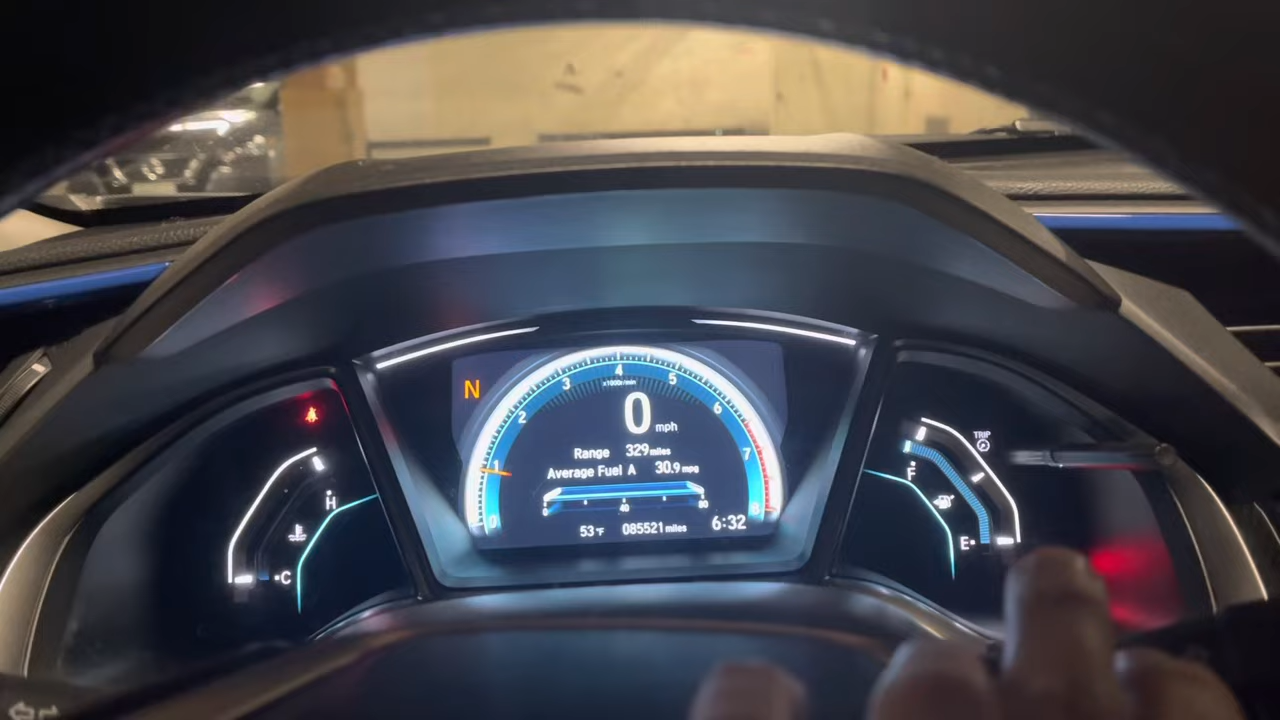 N
0 1 2 3 4 5 6 7 8
x1000r/min
0 mph
Range 329 miles
Average Fuel A 30.9 mpg
0 40 80
53°F 085521 miles 6:32
H
C
TRIP
F
E